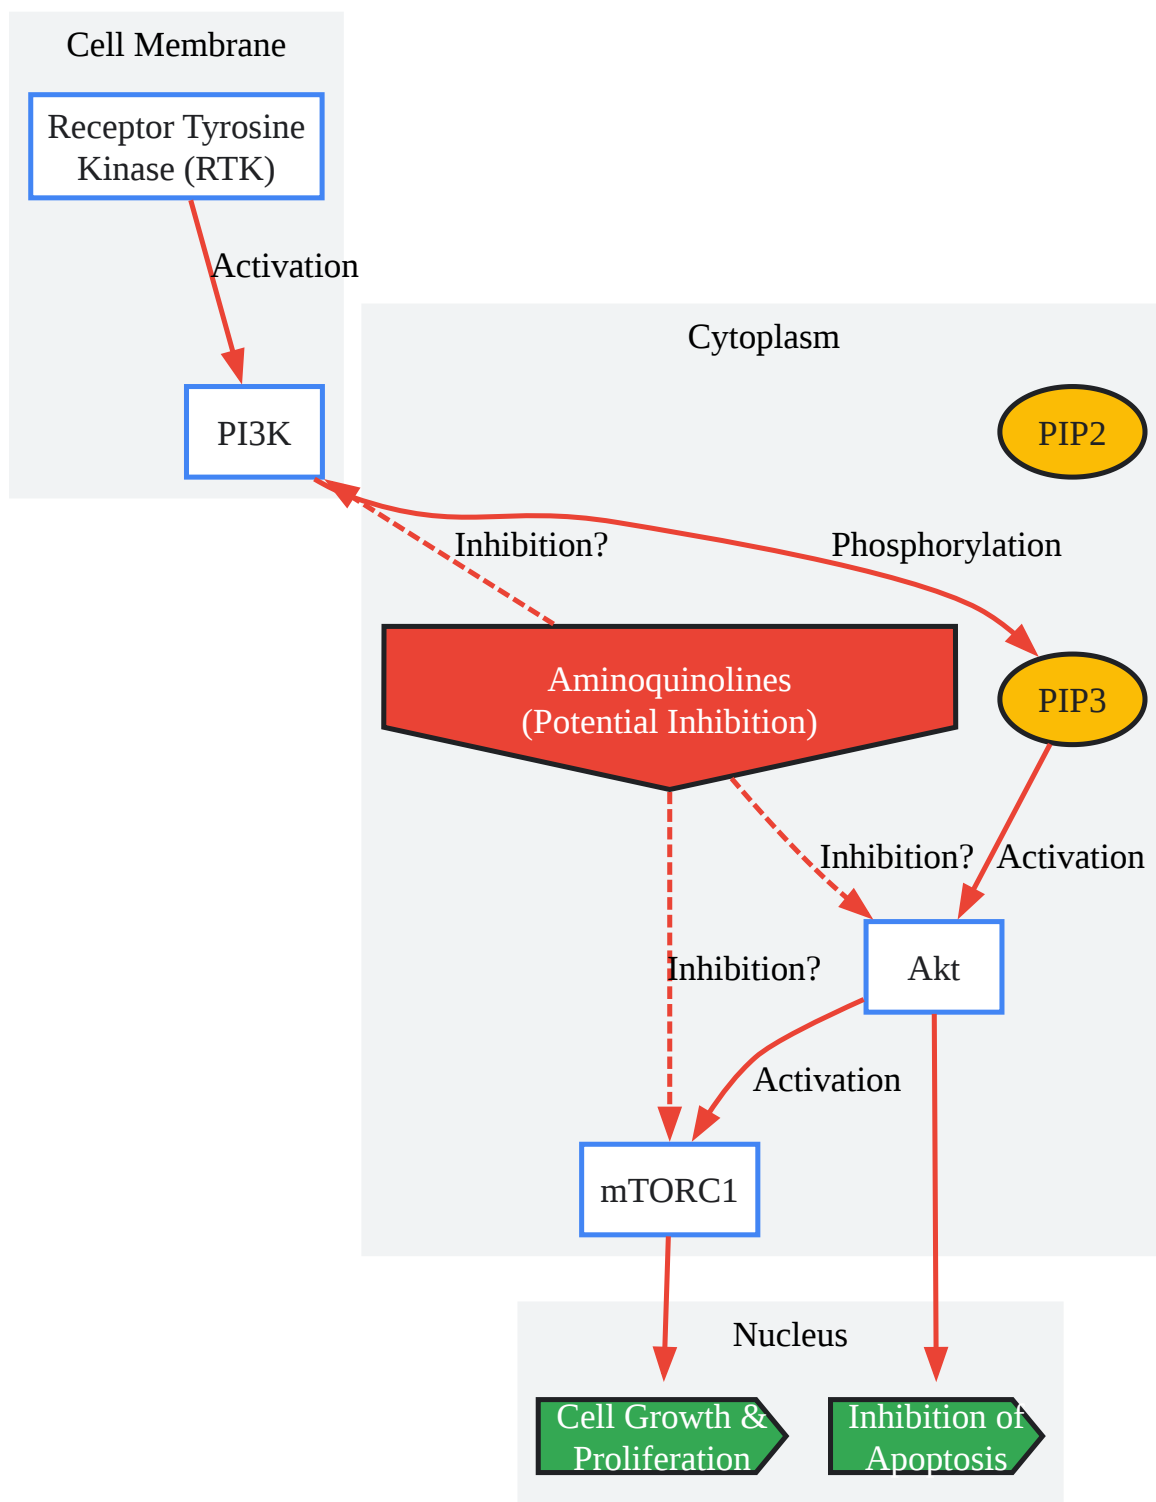 Cell Membrane
Receptor Tyrosine
Kinase (RTK)
Activation
Cytoplasm
PI3K
PIP2
Inhibition?
Phosphorylation
Aminoquinolines
(Potential Inhibition)
PIP3
Inhibition?
Activation
Inhibition?
Akt
Activation
mTORC1
Nucleus
Cell Growth &
Proliferation
Inhibition of
Apoptosis